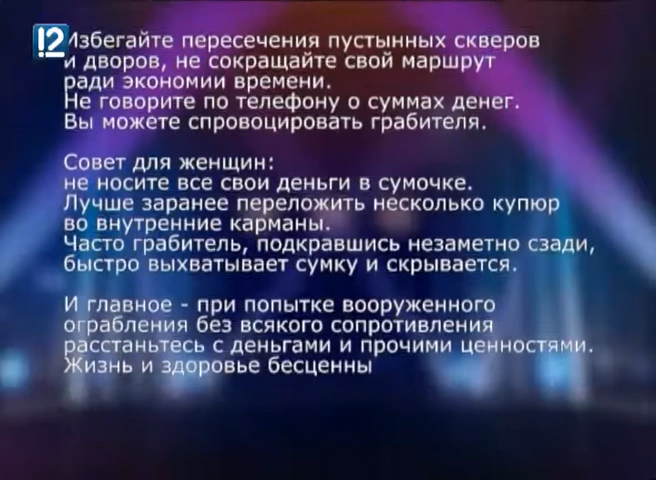 12
Избегайте пересечения пустынных скверов
и дворов, не сокращайте свой маршрут
ради экономии времени.
Не говорите по телефону о суммах денег.
Вы можете спровоцировать грабителя.
Совет для женщин:
не носите все свои деньги в сумочке.
Лучше заранее переложить несколько купюр
во внутренние карманы.
Часто грабитель, подкравшись незаметно сзади,
быстро выхватывает сумку и скрывается.
И главное - при попытке вооруженного
ограбления без всякого сопротивления
расстаньтесь с деньгами и прочими ценностями.
Жизнь и здоровье бесценны